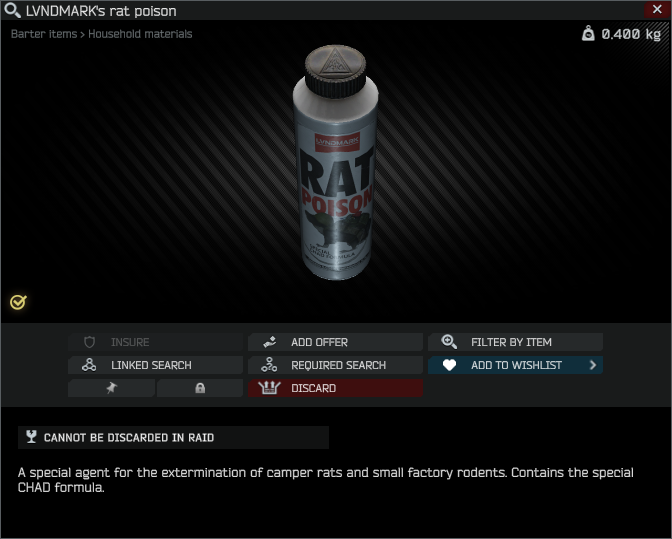 LVNDMARK's rat poison
Barter items > Household materials
0.400 kg
LVNDMARK
RAT
POISON
INSURE
ADD OFFER
FILTER BY ITEM
LINKED SEARCH
REQUIRED SEARCH
ADD TO WISHLIST
DISCARD
CANNOT BE DISCARDED IN RAID
A special agent for the extermination of camper rats and small factory rodents. Contains the special
CHAD formula.